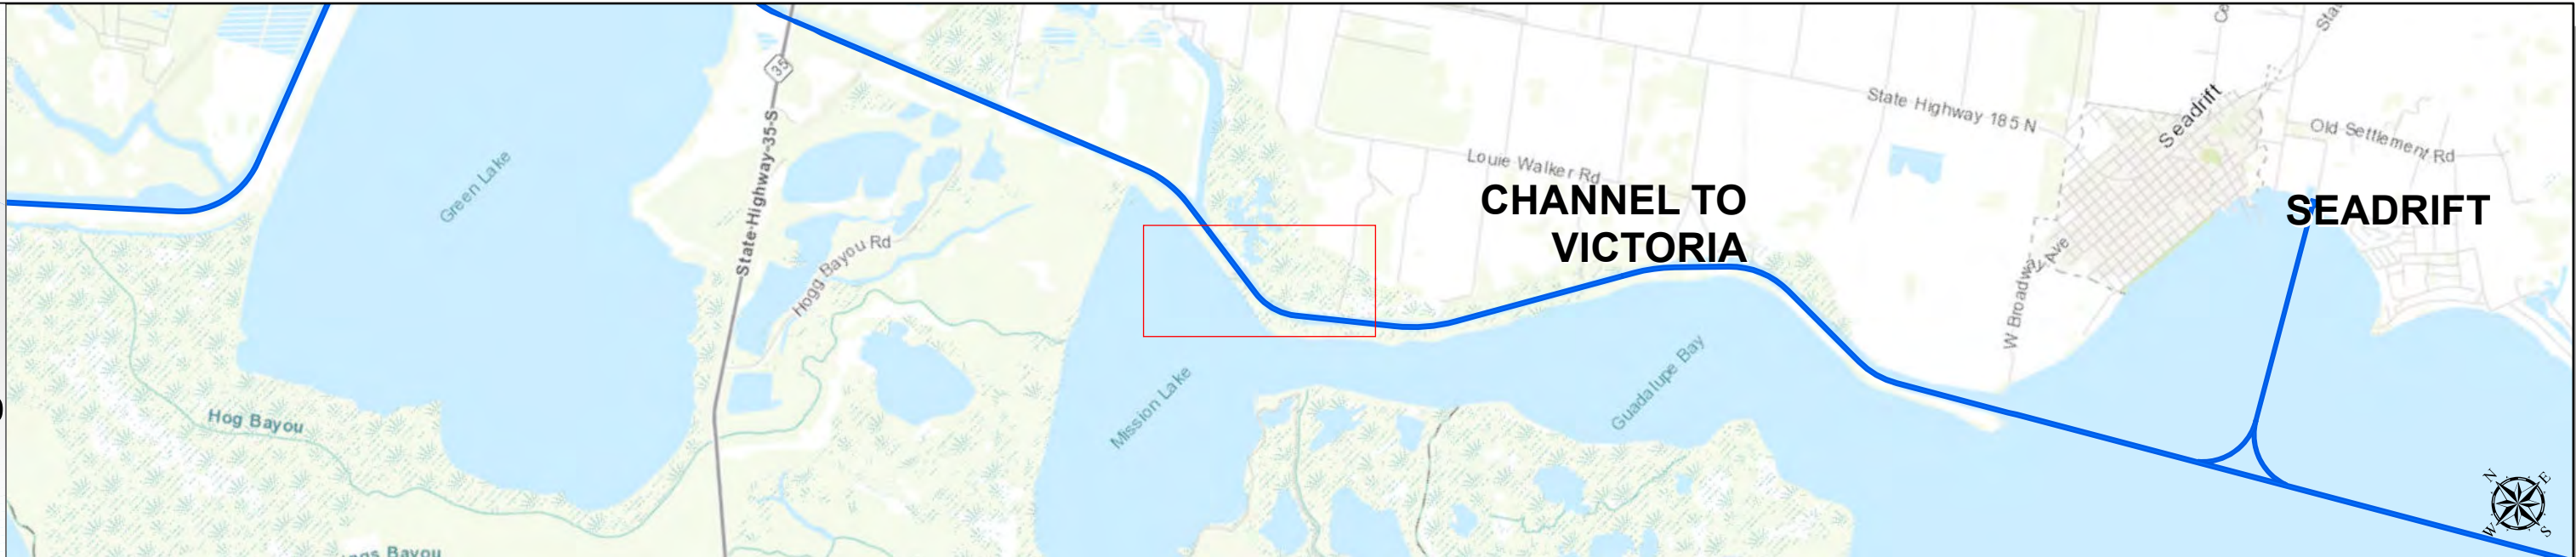 35
State-Highway-35-S
Green Lake
Hogg Bayou Rd
Hog Bayou
Bayou
Mission Lake
Guadalupe Bay
CHANNEL TO
VICTORIA
Louie Walker Rd
State Highway 185 N
Seadrift
Old Settlement Rd
SEADRIFT
W Broadway Ave
N
E
W
S